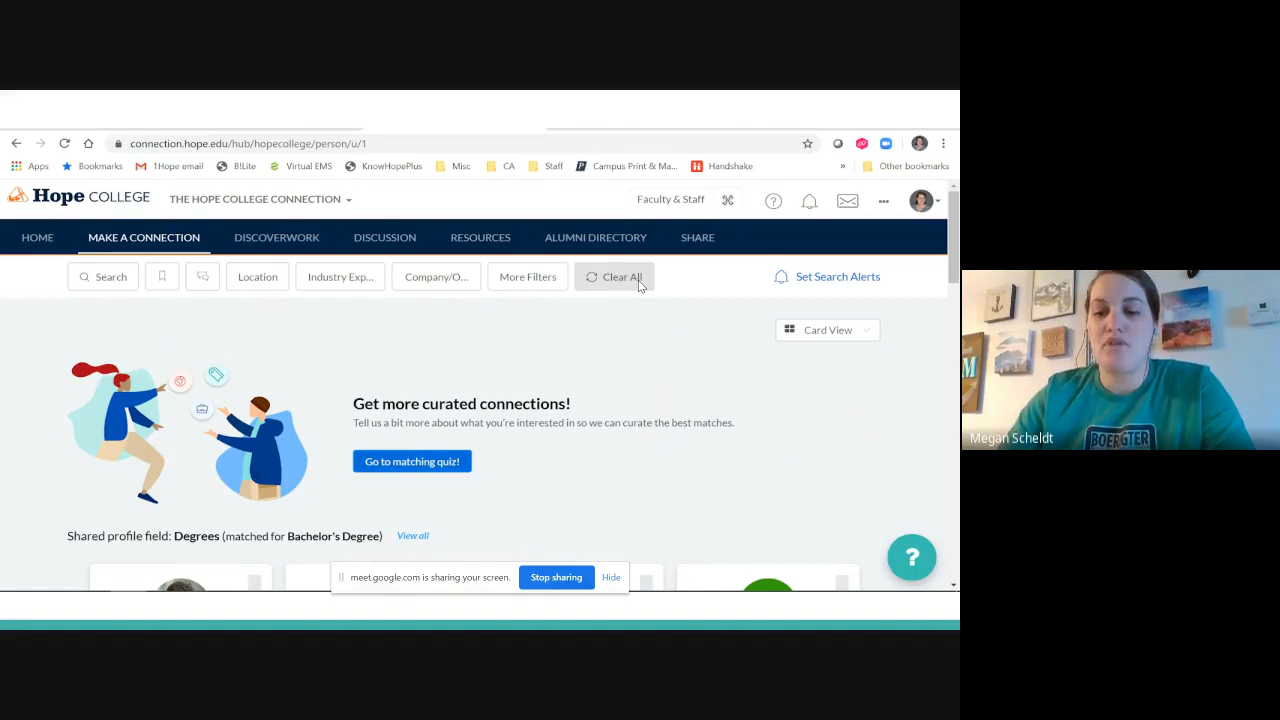 connection.hope.edu/hub/hopecollege/person/u/1
Apps Bookmarks 1Hope email B!Lite Virtual EMS KnowHopePlus Misc CA Staff Campus Print & Ma... Handshake » Other bookmarks
Hope COLLEGE THE HOPE COLLEGE CONNECTION Faculty & Staff
HOME MAKE A CONNECTION DISCOVERWORK DISCUSSION RESOURCES ALUMNI DIRECTORY SHARE
Search Location Industry Exp... Company/O... More Filters Clear All Set Search Alerts
Card View
Get more curated connections!
Tell us a bit more about what you're interested in so we can curate the best matches.
Go to matching quiz!
Shared profile field: Degrees (matched for Bachelor's Degree) View all
?
meet.google.com is sharing your screen. Stop sharing Hide
M
BOERGTER
Megan Scheldt